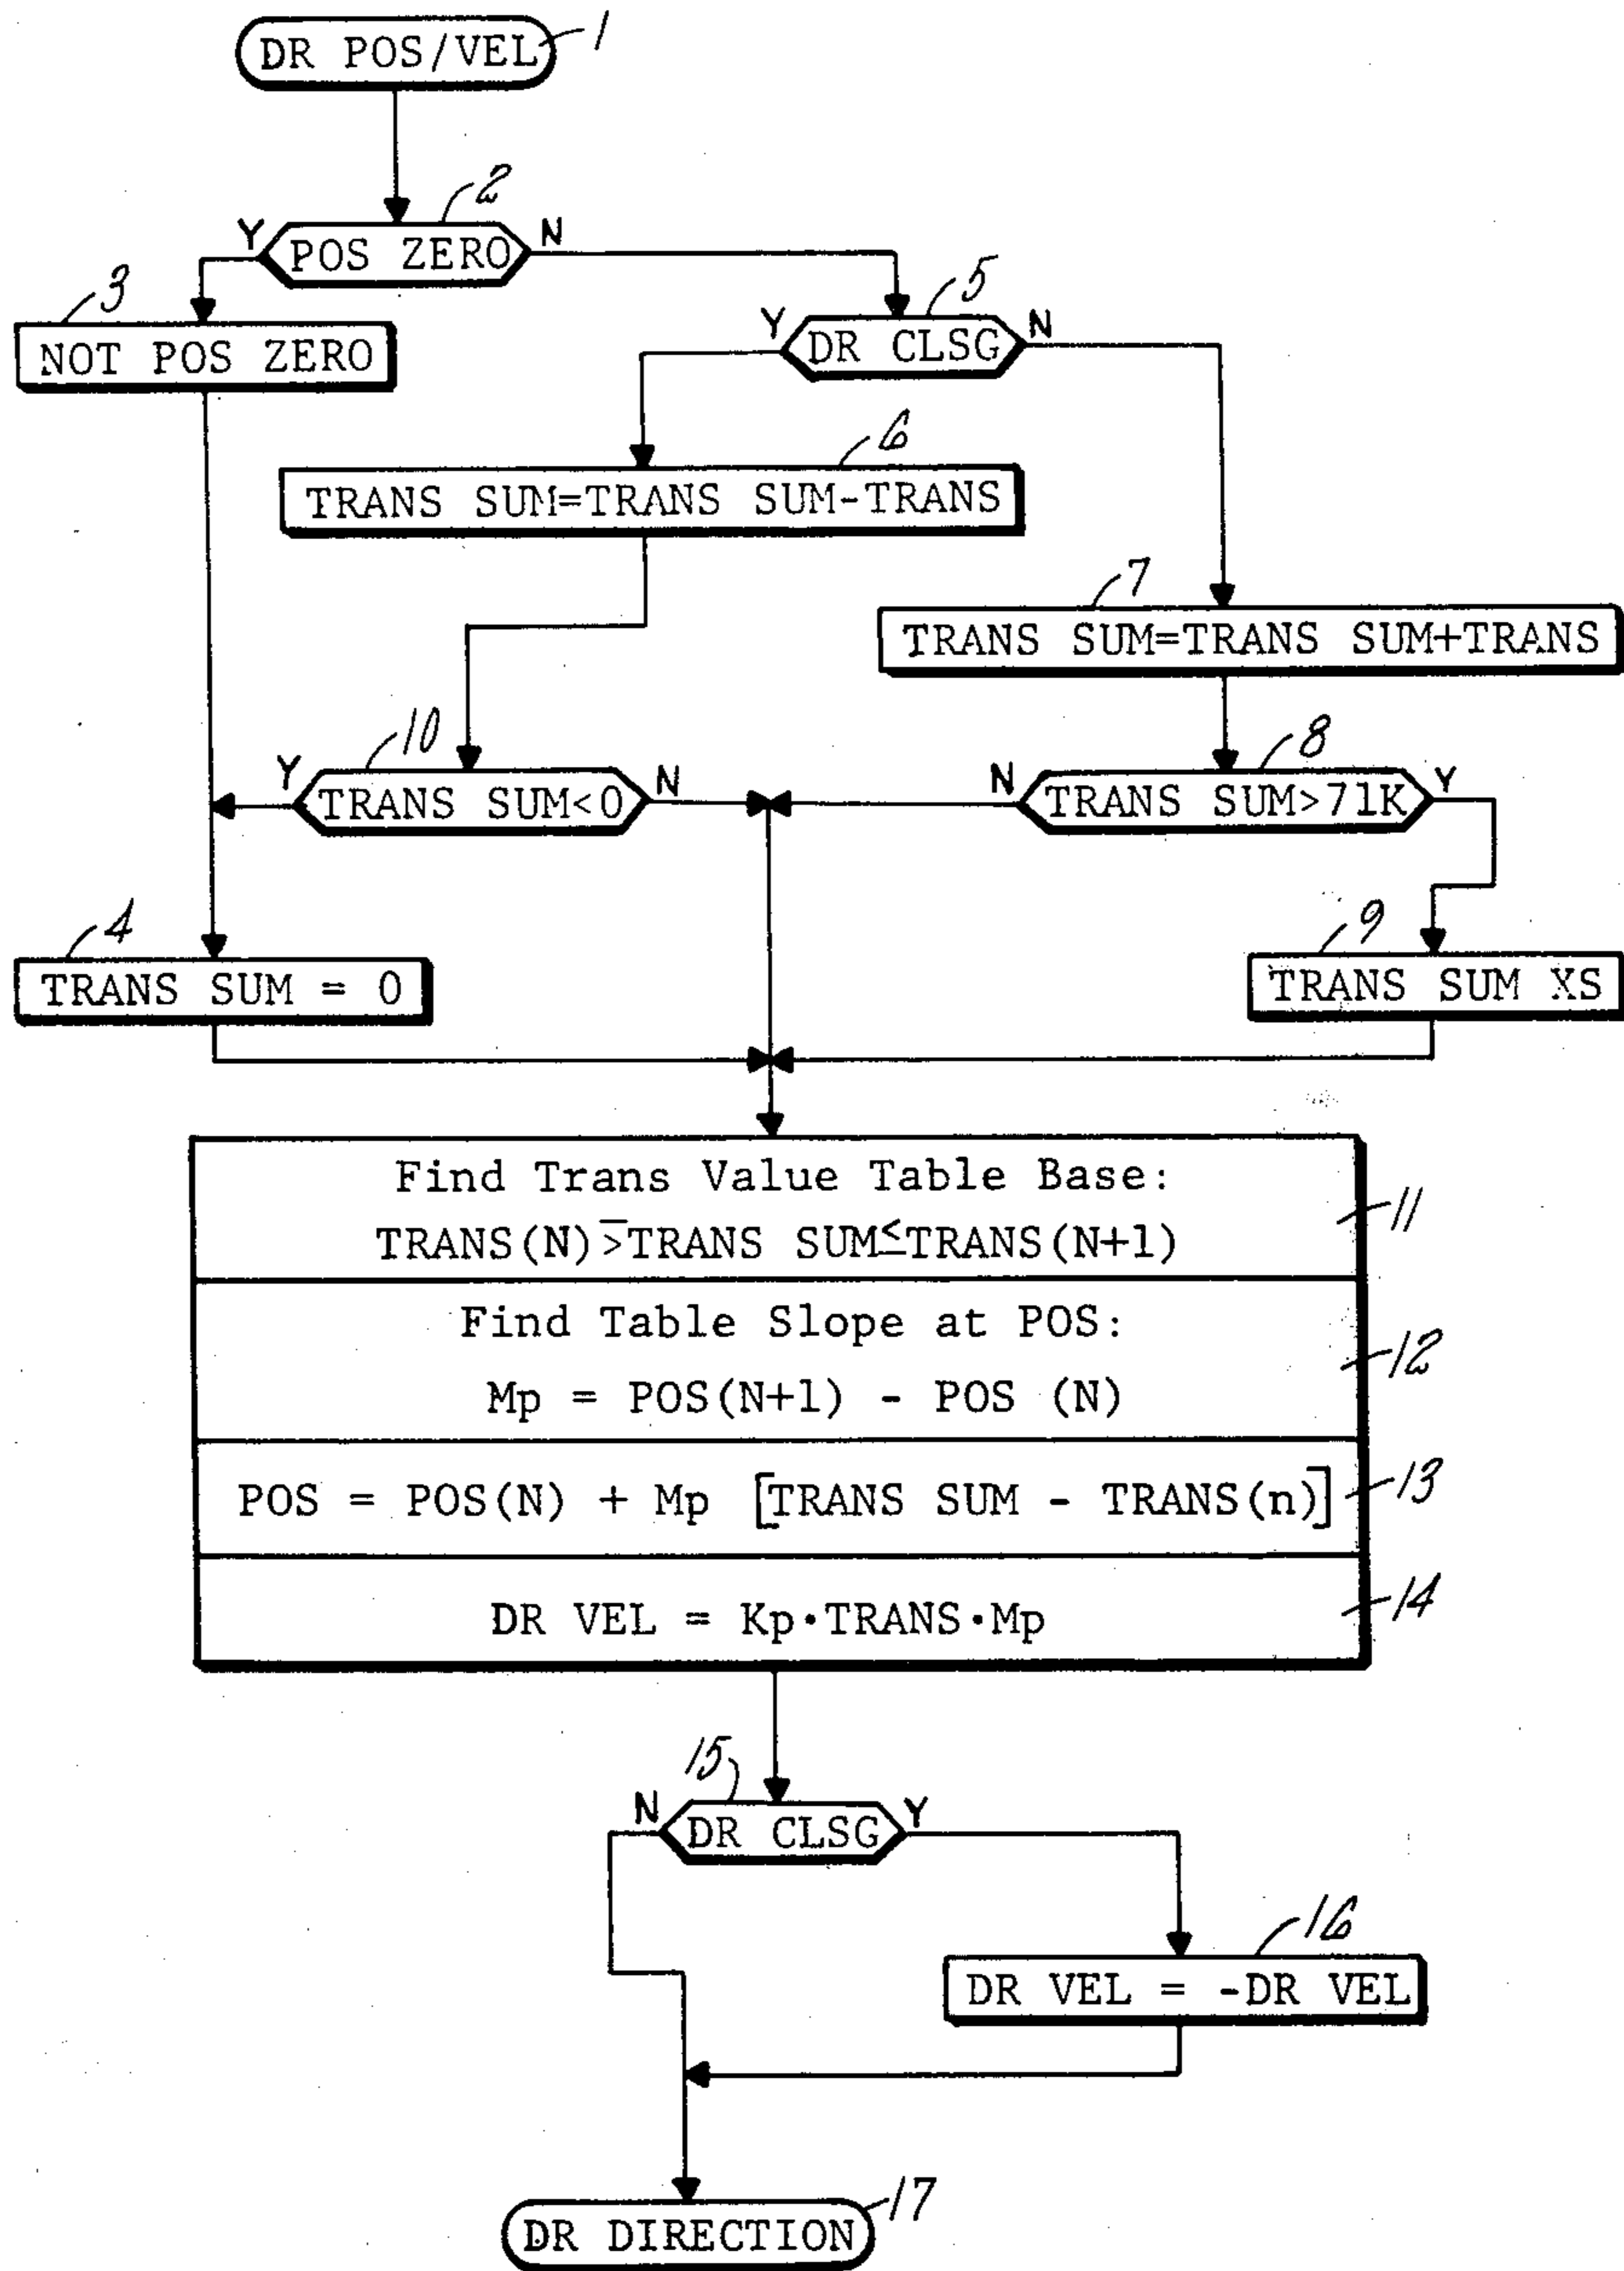 DR POS/VEL
1
2
Y
POS ZERO
N
3
NOT POS ZERO
5
Y
DR CLSG
N
6
TRANS SUM=TRANS SUM-TRANS
7
TRANS SUM=TRANS SUM+TRANS
10
Y
TRANS SUM<0
N
8
N
TRANS SUM>71K
Y
4
TRANS SUM = 0
9
TRANS SUM XS
Find Trans Value Table Base:
TRANS(N)>̅TRANS SUM≤TRANS(N+1)
11
Find Table Slope at POS:
Mp = POS(N+1) - POS (N)
12
POS = POS(N) + Mp [TRANS SUM - TRANS(n)]
13
DR VEL = Kp·TRANS·Mp
14
15
N
DR CLSG
Y
16
DR VEL = -DR VEL
17
DR DIRECTION